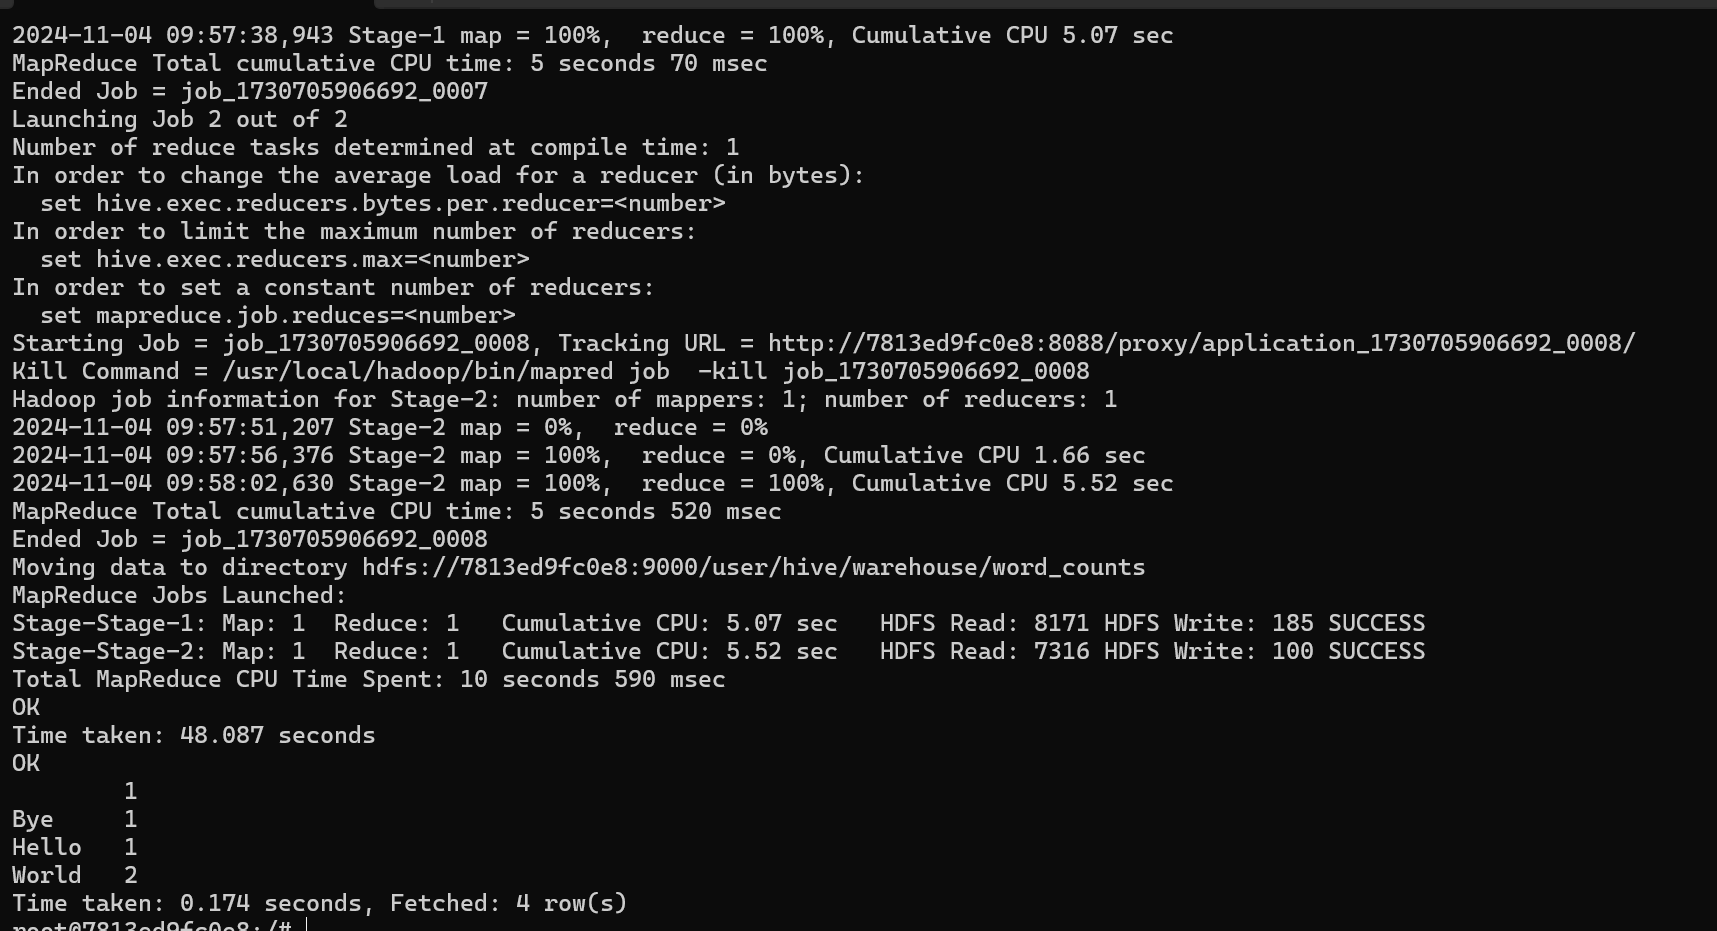 2024-11-04 09:57:38,943 Stage-1 map = 100%,  reduce = 100%, Cumulative CPU 5.07 sec
MapReduce Total cumulative CPU time: 5 seconds 70 msec
Ended Job = job_1730705906692_0007
Launching Job 2 out of 2
Number of reduce tasks determined at compile time: 1
In order to change the average load for a reducer (in bytes):
  set hive.exec.reducers.bytes.per.reducer=<number>
In order to limit the maximum number of reducers:
  set hive.exec.reducers.max=<number>
In order to set a constant number of reducers:
  set mapreduce.job.reduces=<number>
Starting Job = job_1730705906692_0008, Tracking URL = http://7813ed9fc0e8:8088/proxy/application_1730705906692_0008/
Kill Command = /usr/local/hadoop/bin/mapred job  -kill job_1730705906692_0008
Hadoop job information for Stage-2: number of mappers: 1; number of reducers: 1
2024-11-04 09:57:51,207 Stage-2 map = 0%,  reduce = 0%
2024-11-04 09:57:56,376 Stage-2 map = 100%,  reduce = 0%, Cumulative CPU 1.66 sec
2024-11-04 09:58:02,630 Stage-2 map = 100%,  reduce = 100%, Cumulative CPU 5.52 sec
MapReduce Total cumulative CPU time: 5 seconds 520 msec
Ended Job = job_1730705906692_0008
Moving data to directory hdfs://7813ed9fc0e8:9000/user/hive/warehouse/word_counts
MapReduce Jobs Launched:
Stage-Stage-1: Map: 1  Reduce: 1   Cumulative CPU: 5.07 sec   HDFS Read: 8171 HDFS Write: 185 SUCCESS
Stage-Stage-2: Map: 1  Reduce: 1   Cumulative CPU: 5.52 sec   HDFS Read: 7316 HDFS Write: 100 SUCCESS
Total MapReduce CPU Time Spent: 10 seconds 590 msec
OK
Time taken: 48.087 seconds
OK
        1
Bye     1
Hello   1
World   2
Time taken: 0.174 seconds, Fetched: 4 row(s)
root@7813ed9fc0e8:/#